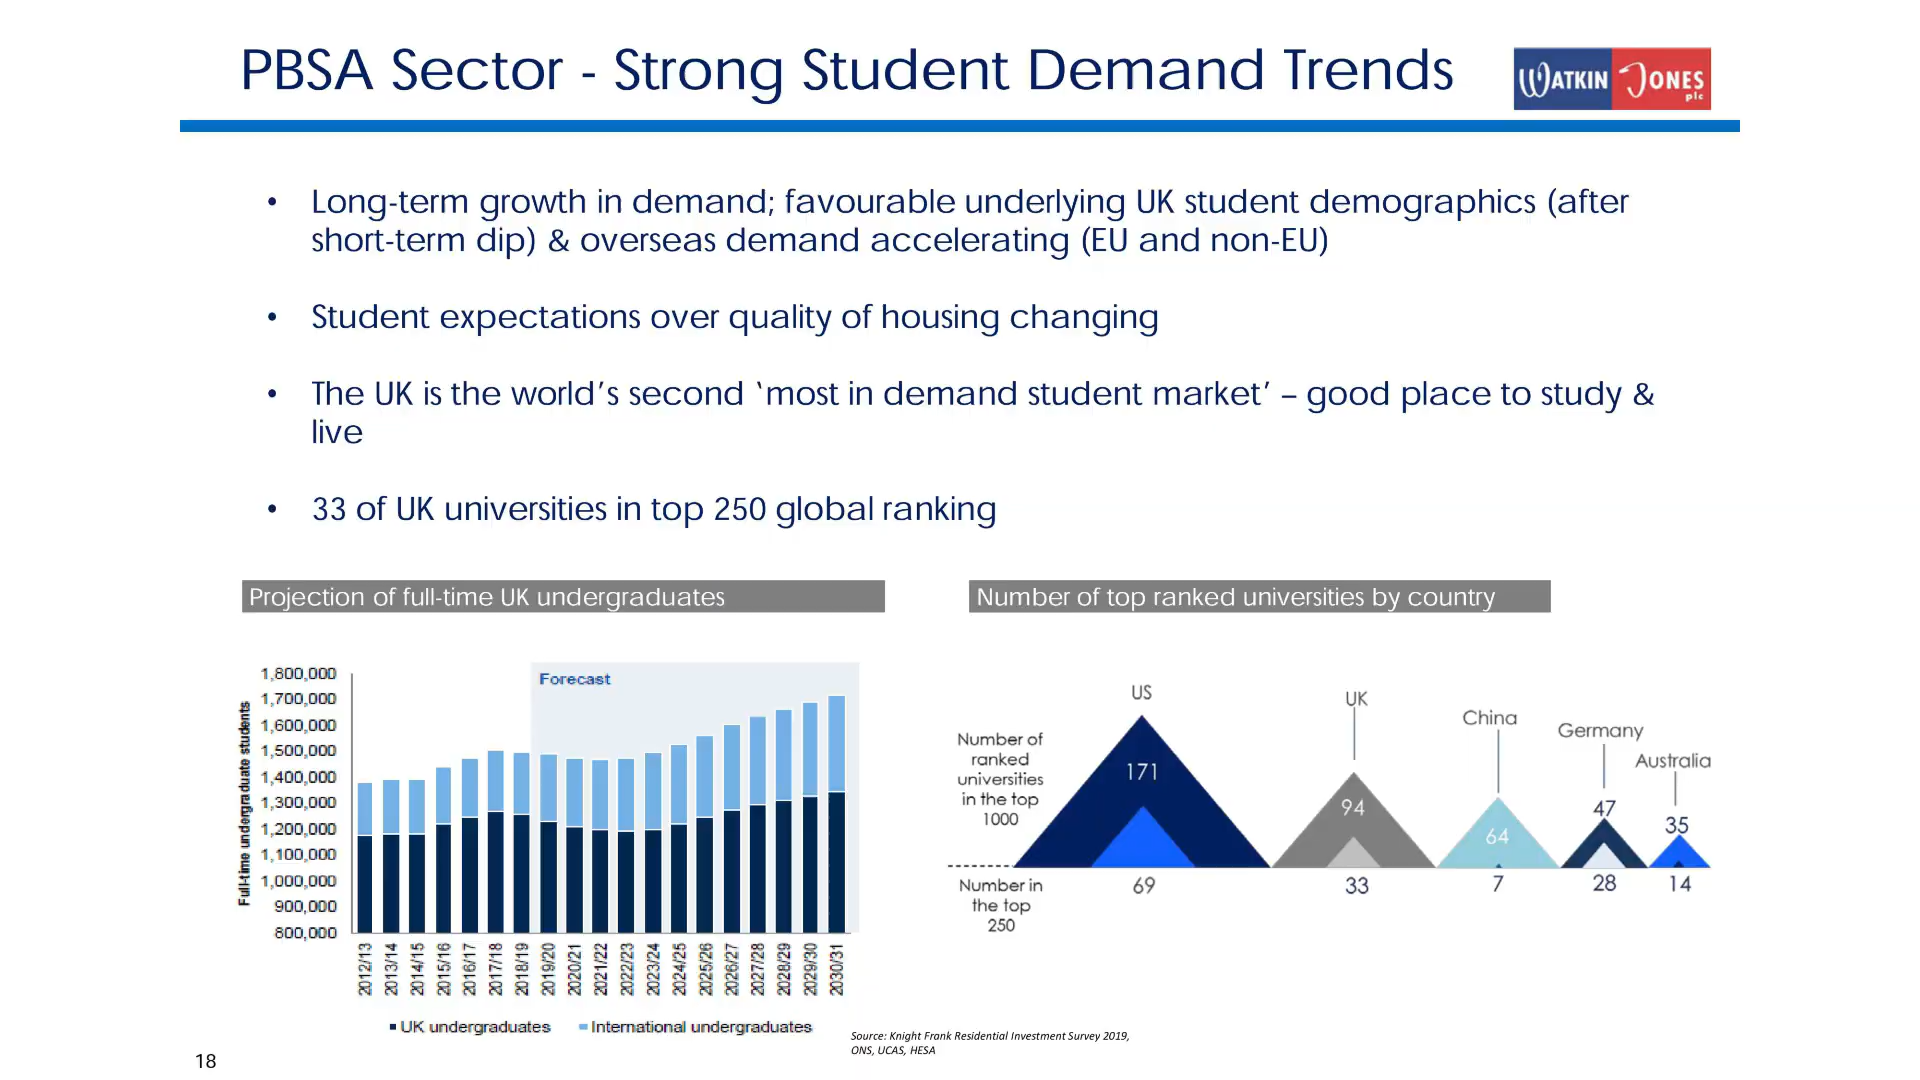 PBSA Sector - Strong Student Demand Trends
WATKIN JONES
plc
• Long-term growth in demand; favourable underlying UK student demographics (after
short-term dip) & overseas demand accelerating (EU and non-EU)
• Student expectations over quality of housing changing
• The UK is the world’s second ‘most in demand student market’ – good place to study &
live
• 33 of UK universities in top 250 global ranking
Projection of full-time UK undergraduates
Full-time undergraduate students
1,800,000
1,700,000
1,600,000
1,500,000
1,400,000
1,300,000
1,200,000
1,100,000
1,000,000
900,000
800,000
Forecast
2012/13
2013/14
2014/15
2015/16
2016/17
2017/18
2018/19
2019/20
2020/21
2021/22
2022/23
2023/24
2024/25
2025/26
2026/27
2027/28
2028/29
2029/30
2030/31
UK undergraduates
International undergraduates
Number of top ranked universities by country
US
UK
China
Germany
Australia
Number of
ranked
universities
in the top
1000
171
94
64
47
35
Number in
the top
250
69
33
7
28
14
Source: Knight Frank Residential Investment Survey 2019,
ONS, UCAS, HESA
18